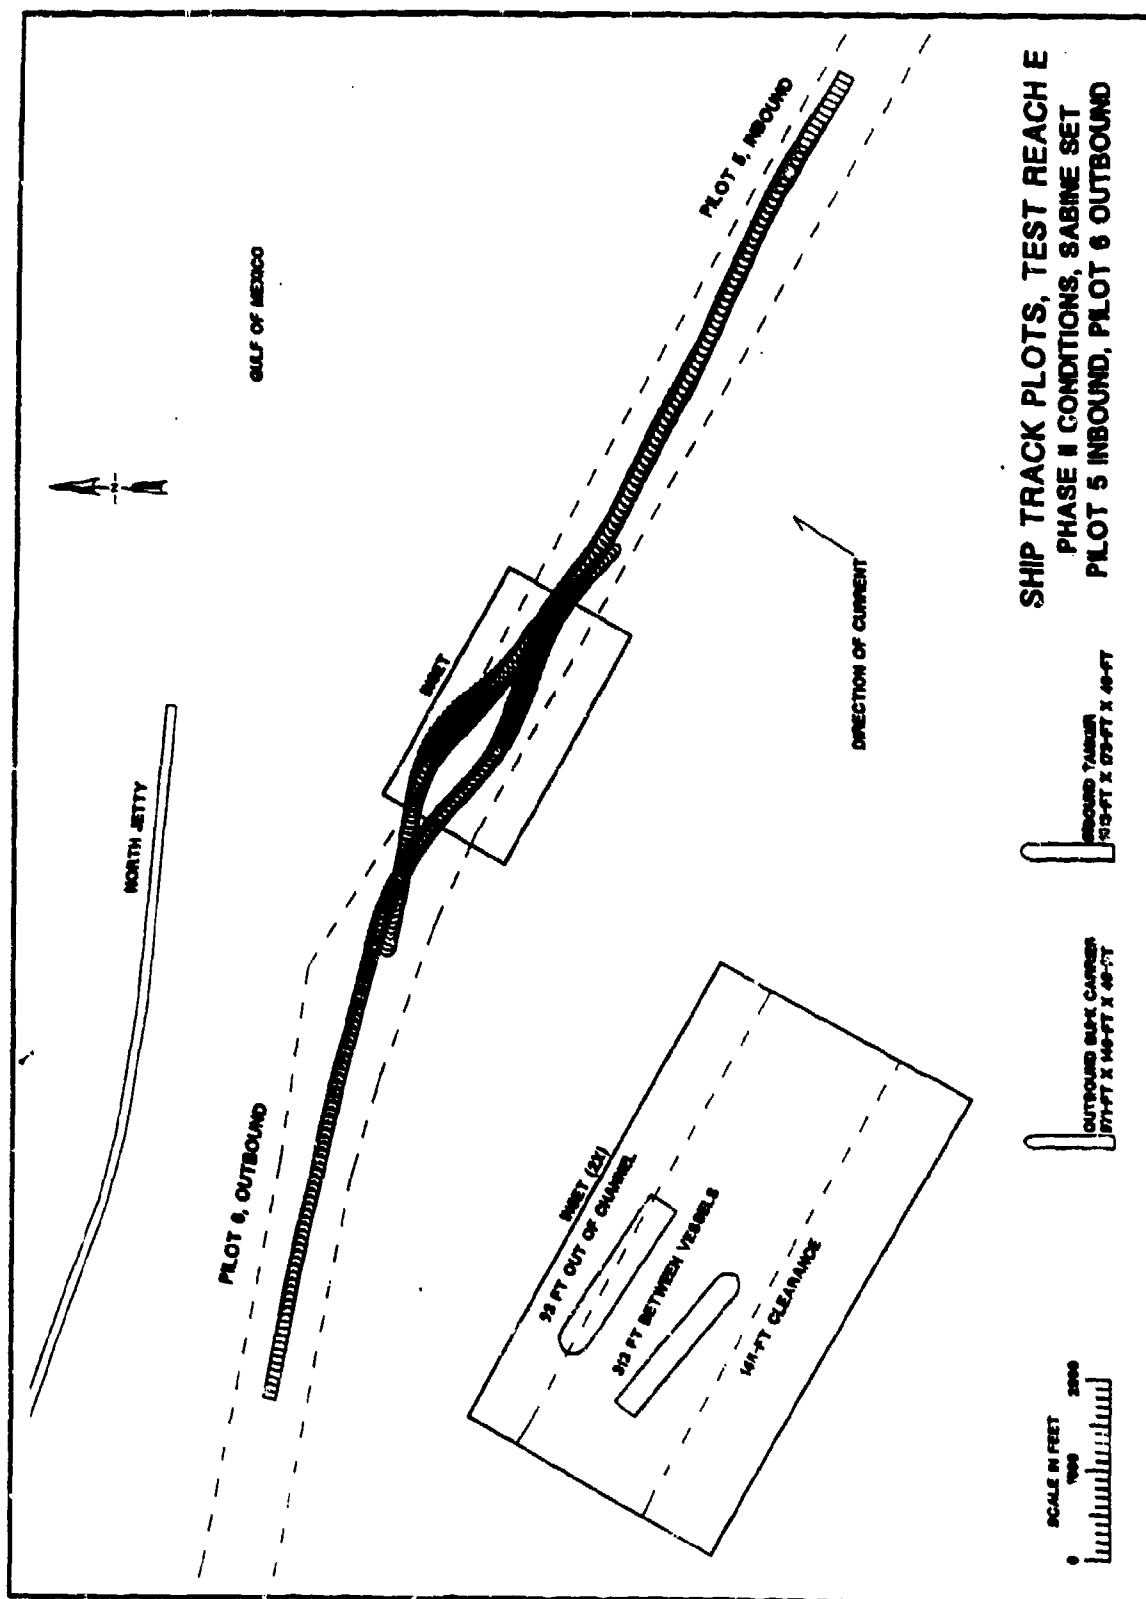 NORTH JETTY
GULF OF MEXICO
N
PILOT 6, OUTBOUND
PILOT 5, INBOUND
INSET
INSET (2X)
FT OUT OF CHANNEL
312 FT BETWEEN VESSELS
FT CLEARANCE
DIRECTION OF CURRENT
SCALE IN FEET
0 1000 2000
OUTBOUND BULK CARRIER
INBOUND TANKER
SHIP TRACK PLOTS, TEST REACH E
PHASE II CONDITIONS, SABINE SET
PILOT 5 INBOUND, PILOT 6 OUTBOUND